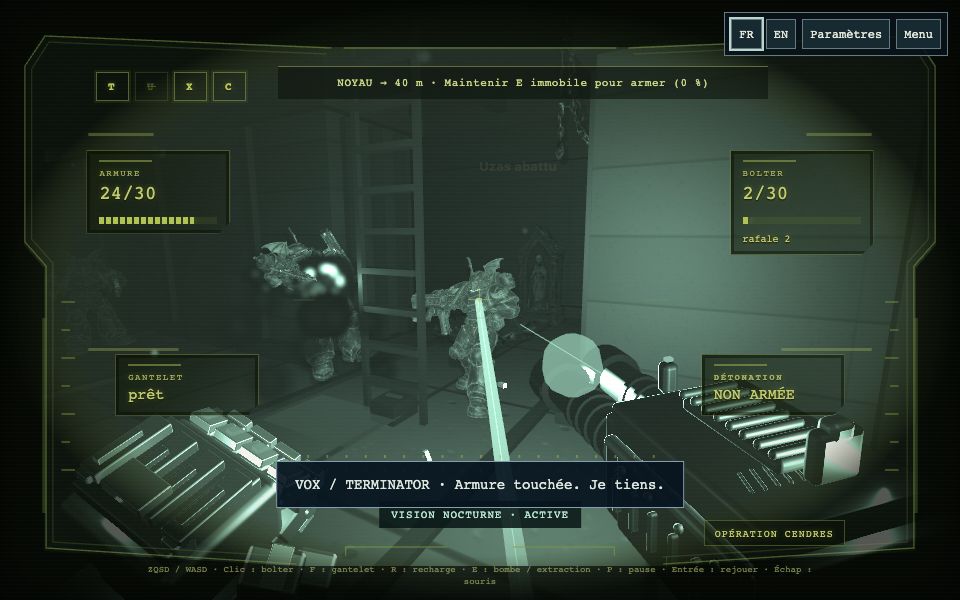 FR EN Paramètres Menu
T U X C
NOYAU → 40 m · Maintenir E immobile pour armer (0 %)
Uzas abattu
ARMURE
24/30
BOLTER
2/30
rafale 2
GANTELET
prêt
DÉTONATION
NON ARMÉE
VOX / TERMINATOR · Armure touchée. Je tiens.
VISION NOCTURNE · ACTIVE
OPÉRATION CENDRES
ZQSD / WASD · Clic : bolter · F : gantelet · R : recharge · E : bombe / extraction · P : pause · Entrée : rejouer · Échap :
souris